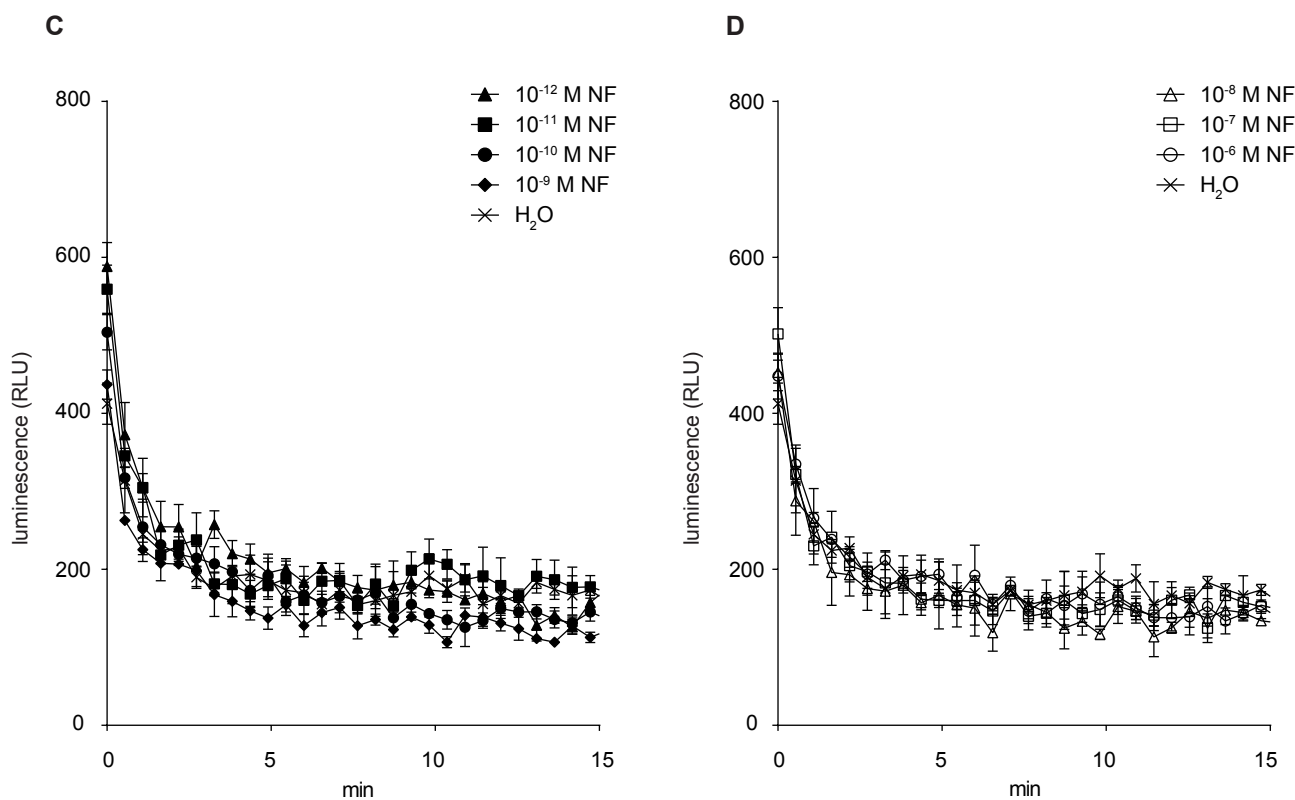 C
800
600
400
200
0
luminescence (RLU)
0 5 10 15
min
10⁻¹² M NF
10⁻¹¹ M NF
10⁻¹⁰ M NF
10⁻⁹ M NF
H₂O
D
800
600
400
200
0
luminescence (RLU)
0 5 10 15
min
10⁻⁸ M NF
10⁻⁷ M NF
10⁻⁶ M NF
H₂O